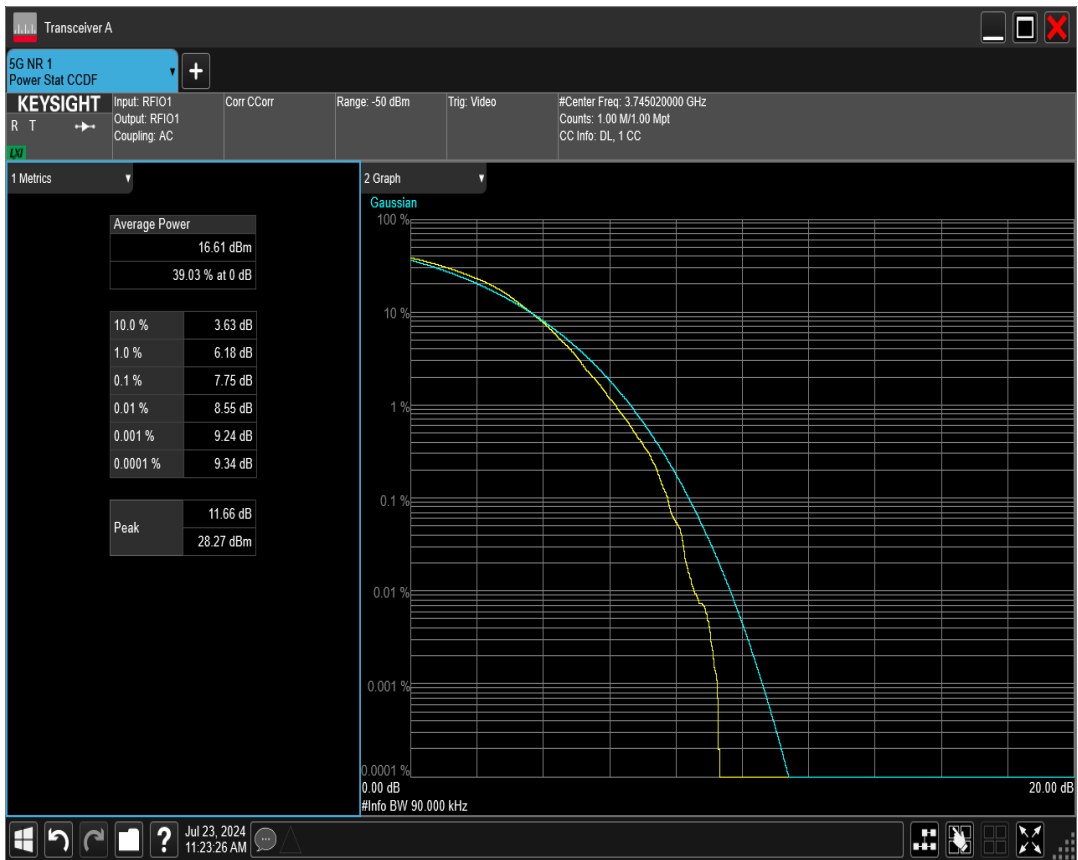 Transceiver A
5G NR 1
Power Stat CCDF
+
KEYSIGHT
R T
LXI
Input: RFIO1
Output: RFIO1
Coupling: AC
Corr CCorr
Range: -50 dBm
Trig: Video
#Center Freq: 3.745020000 GHz
Counts: 1.00 M/1.00 Mpt
CC Info: DL, 1 CC
1 Metrics
Average Power
16.61 dBm
39.03 % at 0 dB
10.0 % 3.63 dB
1.0 % 6.18 dB
0.1 % 7.75 dB
0.01 % 8.55 dB
0.001 % 9.24 dB
0.0001 % 9.34 dB
Peak
11.66 dB
28.27 dBm
2 Graph
Gaussian
100 %
10 %
1 %
0.1 %
0.01 %
0.001 %
0.0001 %
0.00 dB 20.00 dB
#Info BW 90.000 kHz
?
Jul 23, 2024
11:23:26 AM